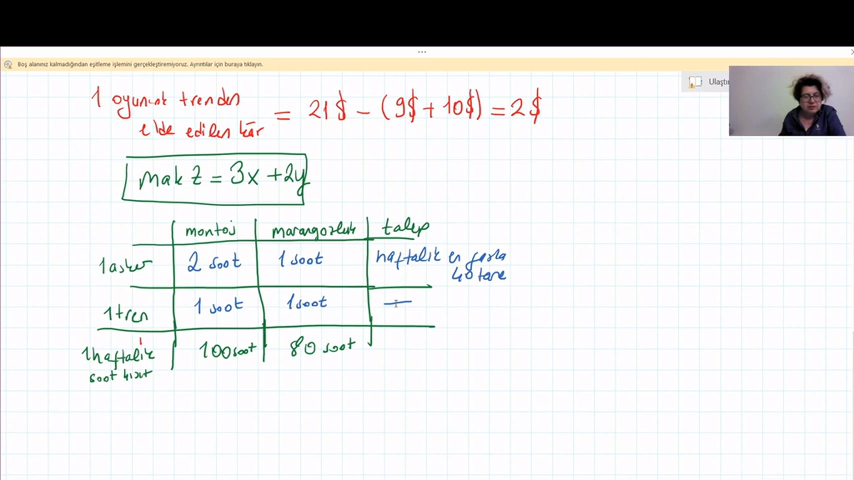 Boş alanınız kalmadığından eşitleme işlemini gerçekleştiremiyoruz. Ayrıntılar için buraya tıklayın.
Ulaştır
1 oyuncak trenden
elde edilen kâr = 21$ - (9$ + 10$) = 2$
mak Z = 3x + 2y
montaj marangozluk talep
1 asker 2 saat 1 saat haftalık en fazla
40 tane
1 tren 1 saat 1 saat —
1 haftalık 100 saat 80 saat
saat kısıt